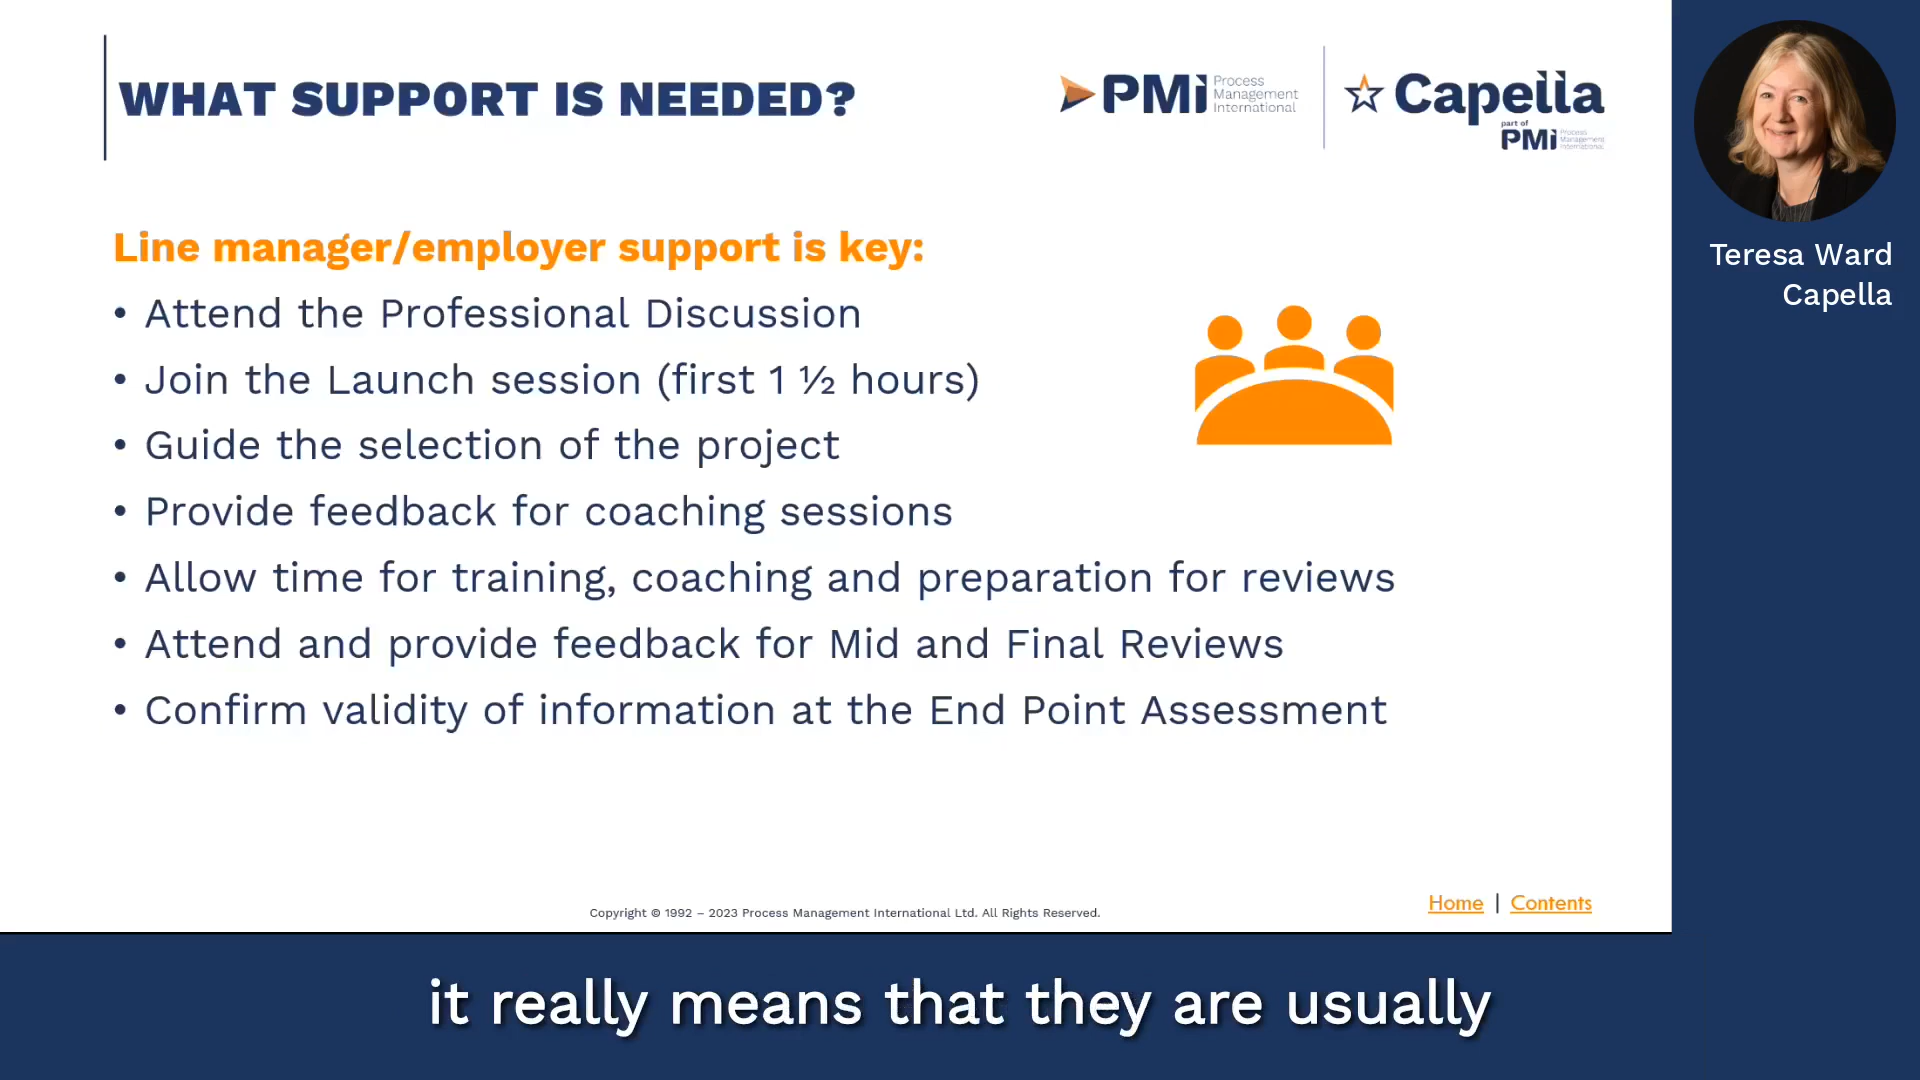 WHAT SUPPORT IS NEEDED?
PMi Process
Management
International
Capella
part of
PMi Process
Management
International
Teresa Ward
Capella
Line manager/employer support is key:
• Attend the Professional Discussion
• Join the Launch session (first 1 ½ hours)
• Guide the selection of the project
• Provide feedback for coaching sessions
• Allow time for training, coaching and preparation for reviews
• Attend and provide feedback for Mid and Final Reviews
• Confirm validity of information at the End Point Assessment
Copyright © 1992 – 2023 Process Management International Ltd. All Rights Reserved.
Home | Contents
it really means that they are usually